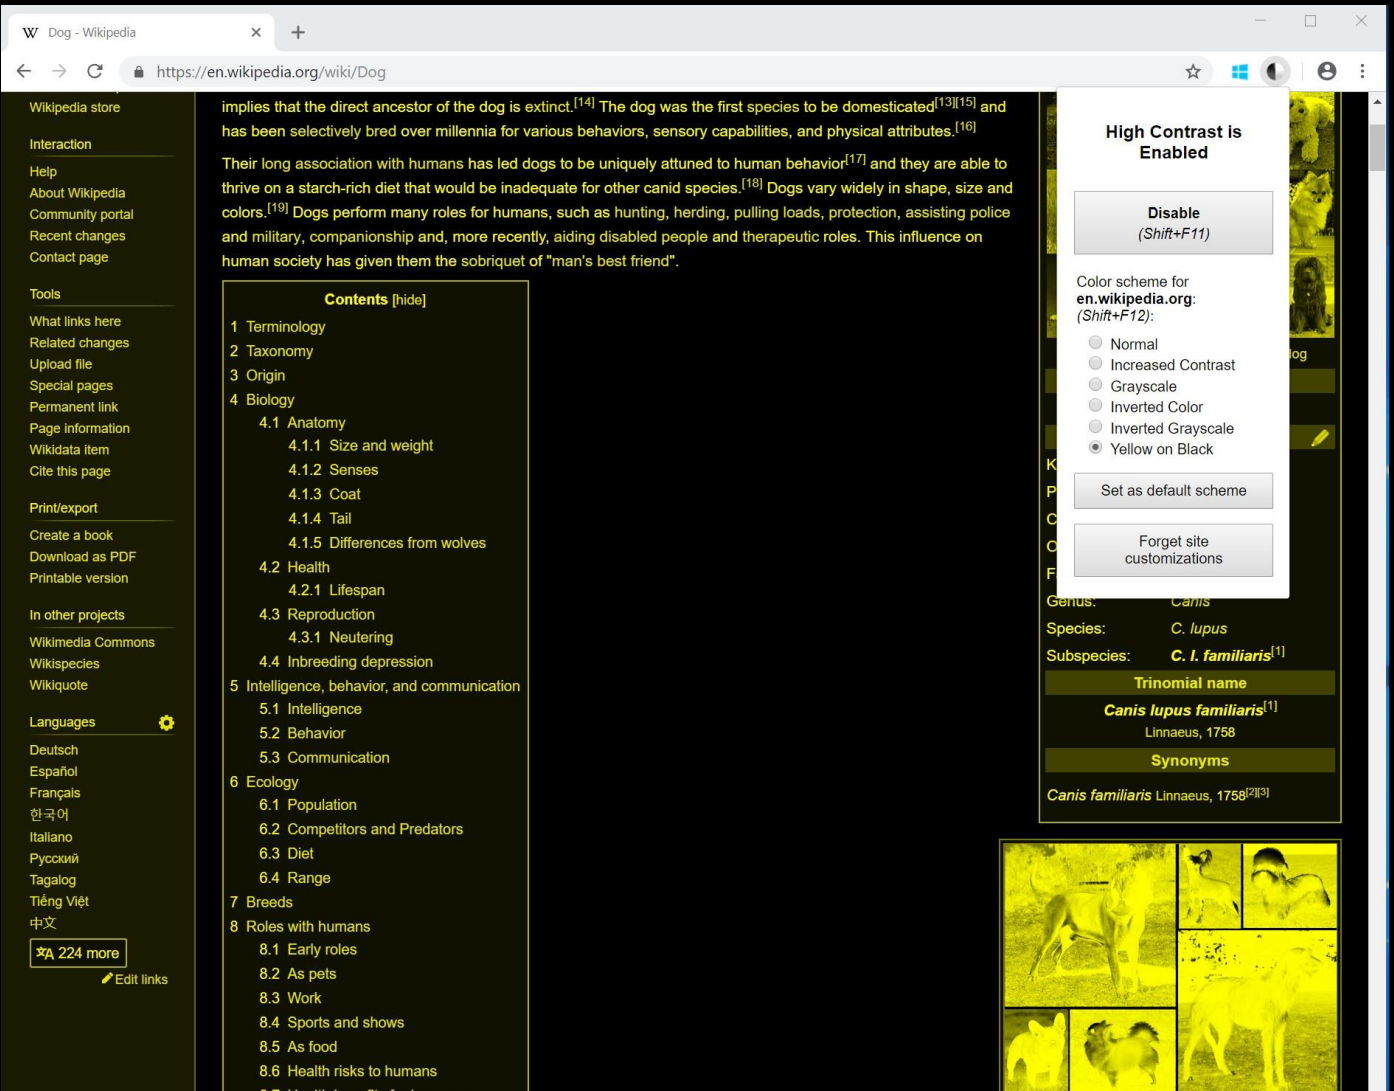 W Dog - Wikipedia
https://en.wikipedia.org/wiki/Dog
Wikipedia store
Interaction
Help
About Wikipedia
Community portal
Recent changes
Contact page
Tools
What links here
Related changes
Upload file
Special pages
Permanent link
Page information
Wikidata item
Cite this page
Print/export
Create a book
Download as PDF
Printable version
In other projects
Wikimedia Commons
Wikispecies
Wikiquote
Languages
Deutsch
Español
Français
한국어
Italiano
Русский
Tagalog
Tiếng Việt
中文
文A 224 more
Edit links
implies that the direct ancestor of the dog is extinct.[14] The dog was the first species to be domesticated[13][15] and
has been selectively bred over millennia for various behaviors, sensory capabilities, and physical attributes.[16]
Their long association with humans has led dogs to be uniquely attuned to human behavior[17] and they are able to
thrive on a starch-rich diet that would be inadequate for other canid species.[18] Dogs vary widely in shape, size and
colors.[19] Dogs perform many roles for humans, such as hunting, herding, pulling loads, protection, assisting police
and military, companionship and, more recently, aiding disabled people and therapeutic roles. This influence on
human society has given them the sobriquet of "man's best friend".
Contents [hide]
1 Terminology
2 Taxonomy
3 Origin
4 Biology
4.1 Anatomy
4.1.1 Size and weight
4.1.2 Senses
4.1.3 Coat
4.1.4 Tail
4.1.5 Differences from wolves
4.2 Health
4.2.1 Lifespan
4.3 Reproduction
4.3.1 Neutering
4.4 Inbreeding depression
5 Intelligence, behavior, and communication
5.1 Intelligence
5.2 Behavior
5.3 Communication
6 Ecology
6.1 Population
6.2 Competitors and Predators
6.3 Diet
6.4 Range
7 Breeds
8 Roles with humans
8.1 Early roles
8.2 As pets
8.3 Work
8.4 Sports and shows
8.5 As food
8.6 Health risks to humans
High Contrast is
Enabled
Disable
(Shift+F11)
Color scheme for
en.wikipedia.org:
(Shift+F12):
Normal
Increased Contrast
Grayscale
Inverted Color
Inverted Grayscale
Yellow on Black
Set as default scheme
Forget site
customizations
Genus: Canis
Species: C. lupus
Subspecies: C. l. familiaris[1]
Trinomial name
Canis lupus familiaris[1]
Linnaeus, 1758
Synonyms
Canis familiaris Linnaeus, 1758[2][3]